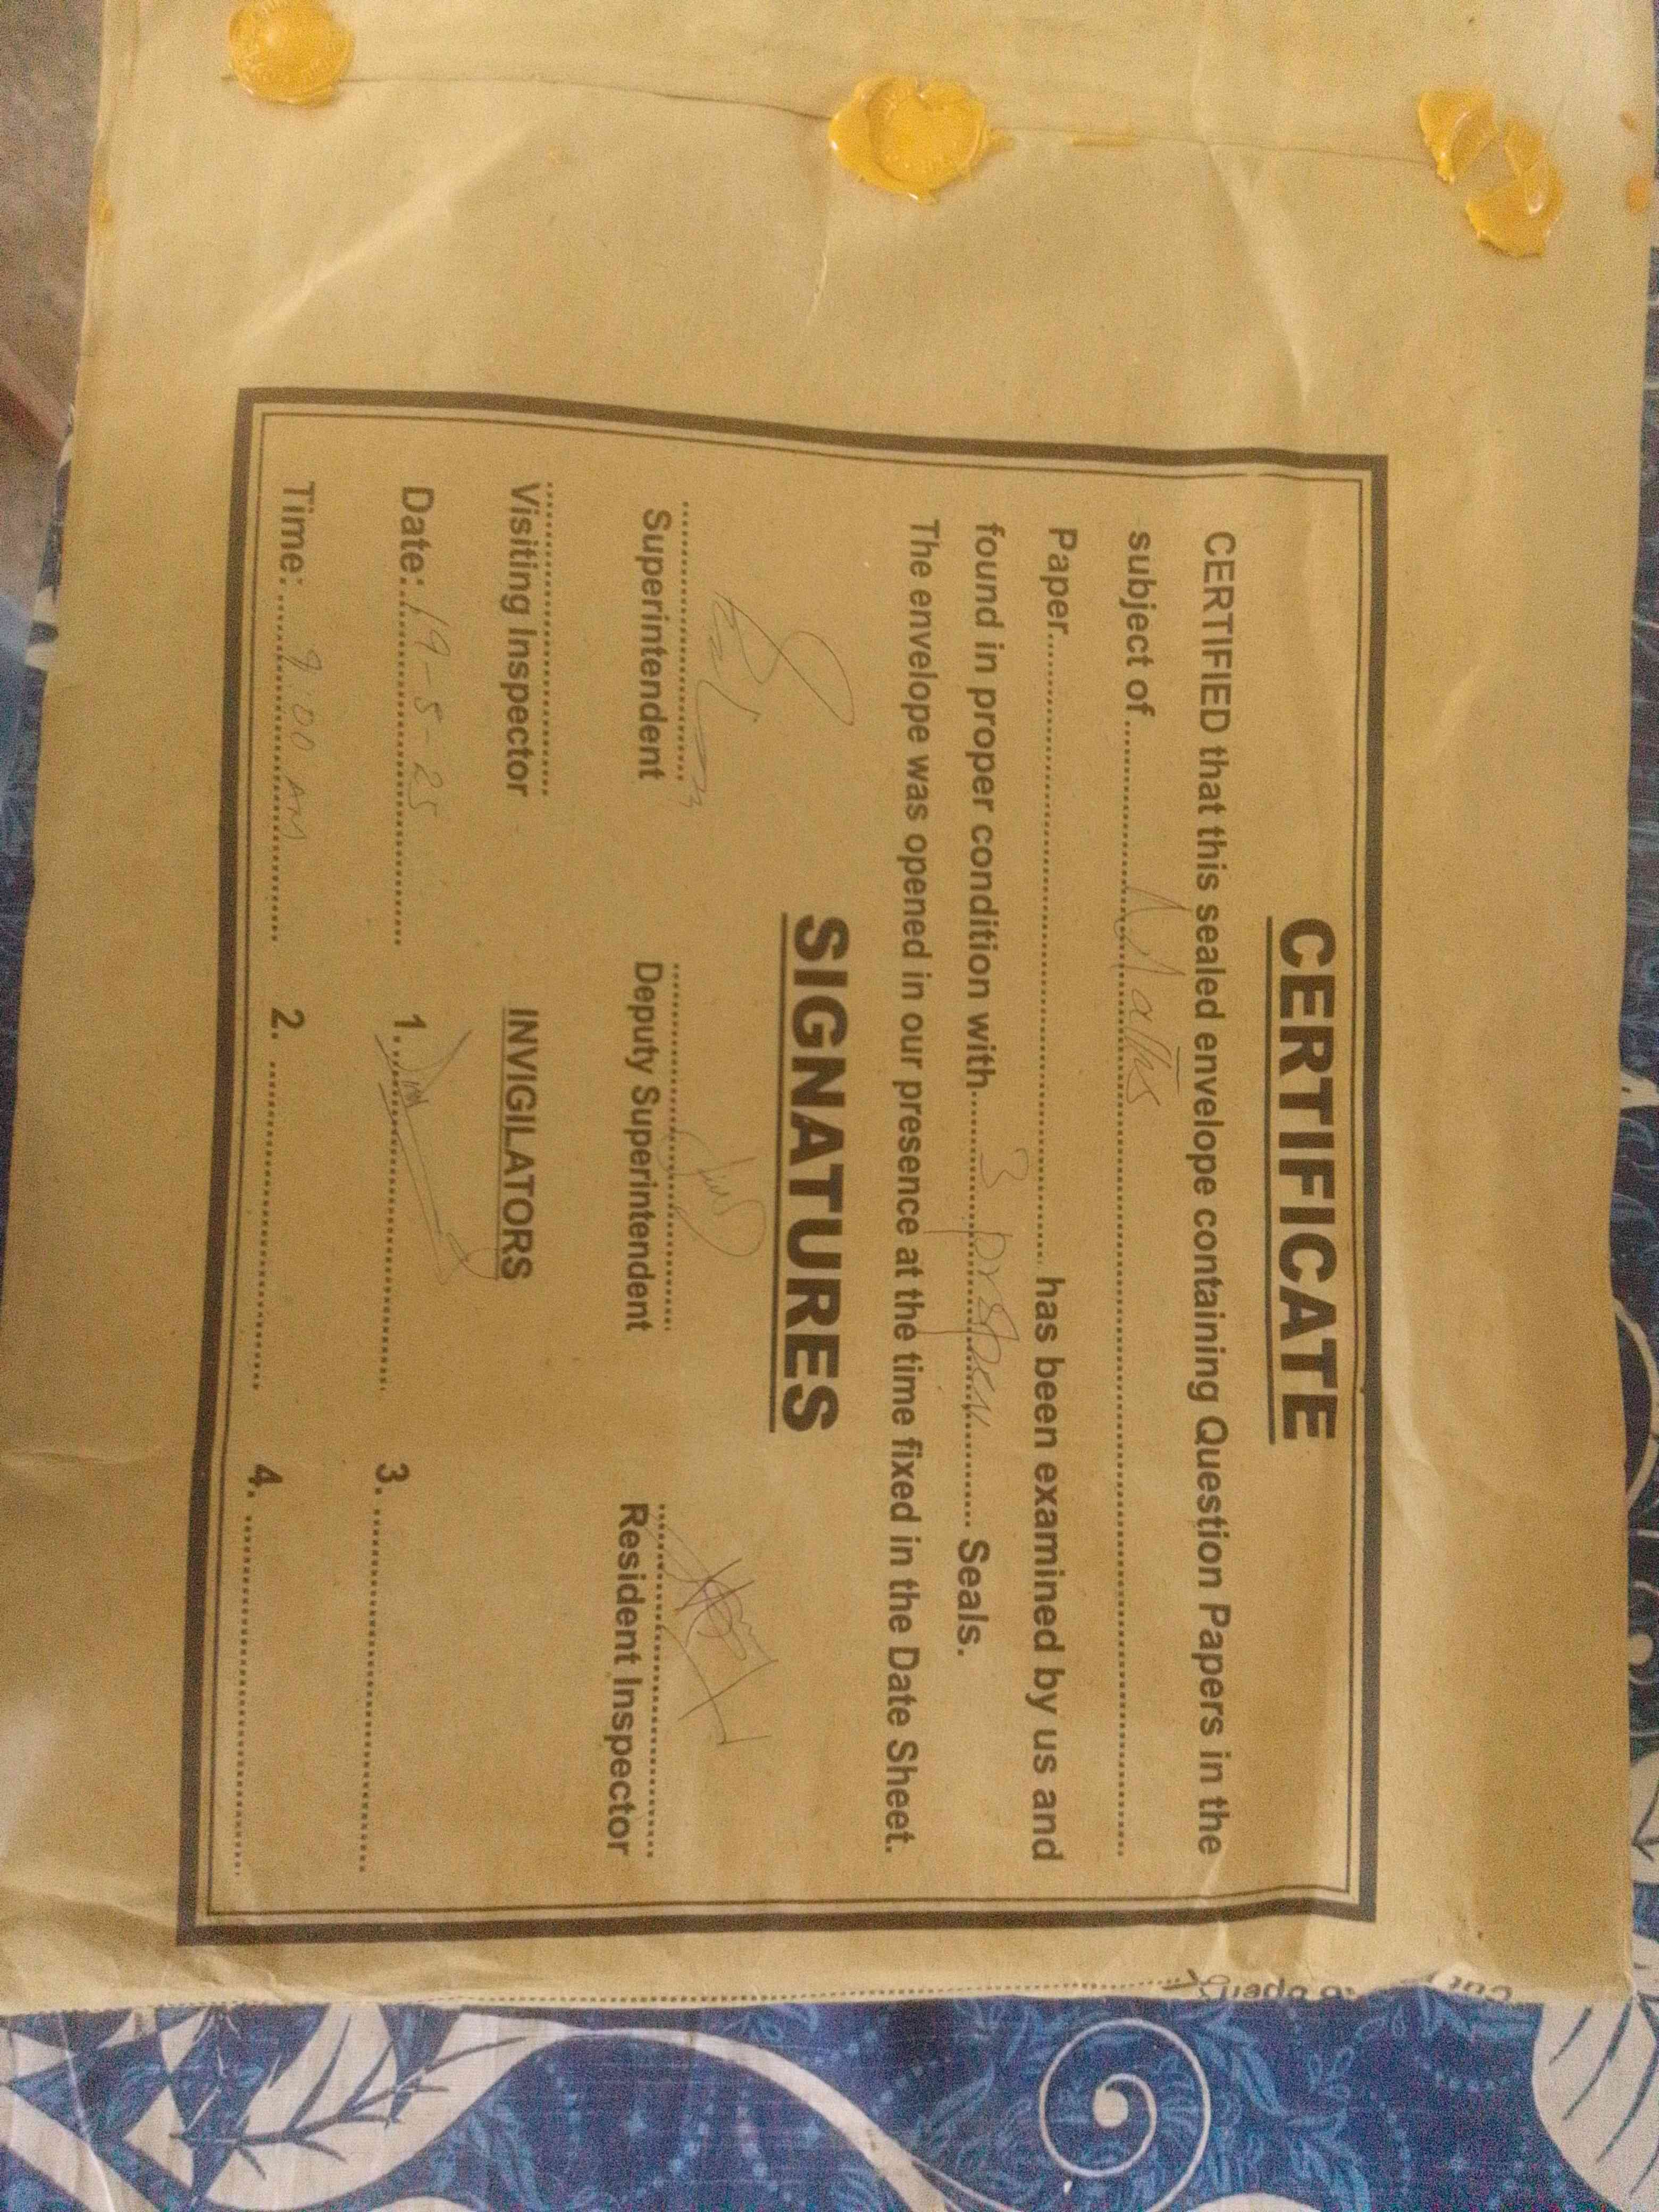 CERTIFICATE
CERTIFIED that this sealed envelope containing Question Papers in the
subject of .......... Maths ..........
Paper.......... has been examined by us and
found in proper condition with.......... 3 .......... Seals.
The envelope was opened in our presence at the time fixed in the Date Sheet.
SIGNATURES
Superintendent Deputy Superintendent Resident Inspector
Visiting Inspector INVIGILATORS
Date: 19-5-25 1. 3.
Time: 9:00 AM 2. 4.
Cut open